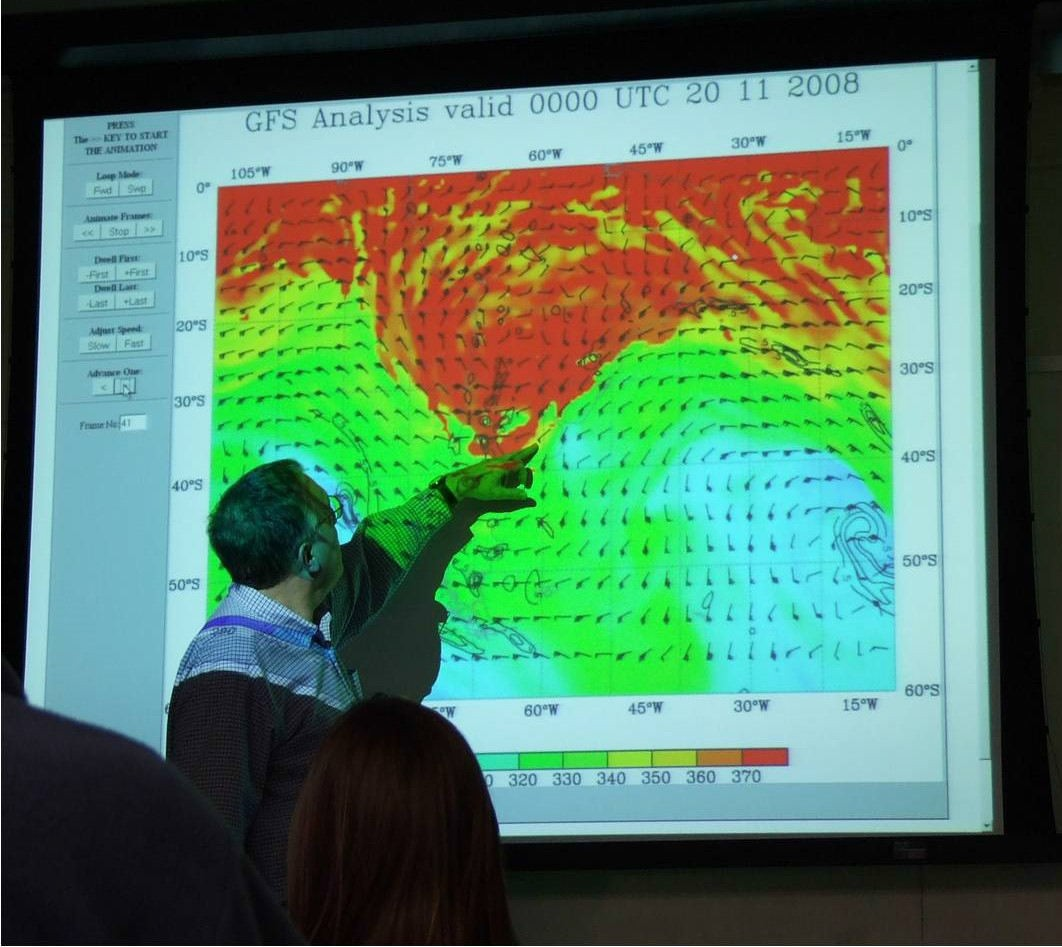 GFS Analysis valid 0000 UTC 20 11 2008
PRESS
The KEY TO START
THE ANIMATION
Loop Mode:
Fwd Swp
Animate Frames:
<< Stop >>
Dwell First:
-First +First
Dwell Last:
-Last +Last
Adjust Speed:
Slow Fast
Advance One:
<
Frame No: 41
105°W 90°W 75°W 60°W 45°W 30°W 15°W
0° 0°
10°S 10°S
20°S 20°S
30°S 30°S
40°S 40°S
50°S 50°S
60°S
60°W 45°W 30°W 15°W
320 330 340 350 360 370